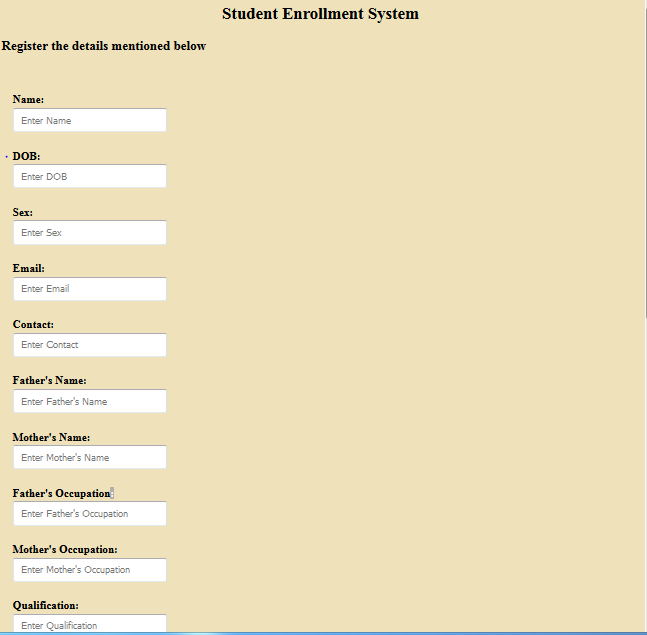 Student Enrollment System
Register the details mentioned below
Name:
Enter Name
DOB:
Enter DOB
Sex:
Enter Sex
Email:
Enter Email
Contact:
Enter Contact
Father's Name:
Enter Father's Name
Mother's Name:
Enter Mother's Name
Father's Occupation:
Enter Father's Occupation
Mother's Occupation:
Enter Mother's Occupation
Qualification:
Enter Qualification